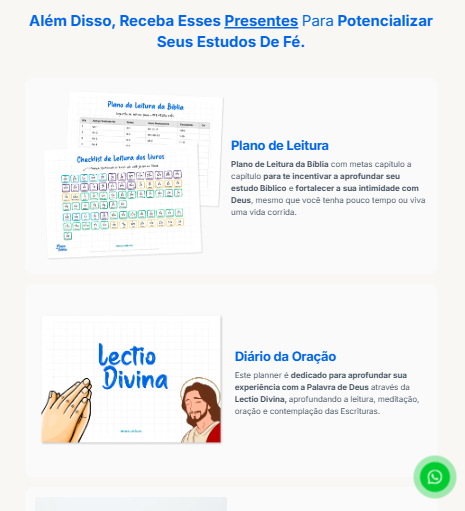 Além Disso, Receba Esses Presentes Para Potencializar
Seus Estudos De Fé.
Plano de Leitura da Bíblia
Checklist de Leitura dos Livros
Plano de Leitura
Plano de Leitura da Bíblia com metas capítulo a
capítulo para te incentivar a aprofundar seu
estudo Bíblico e fortalecer a sua intimidade com
Deus, mesmo que você tenha pouco tempo ou viva
uma vida corrida.
Lectio
Divina
Diário da Oração
Este planner é dedicado para aprofundar sua
experiência com a Palavra de Deus através da
Lectio Divina, aprofundando a leitura, meditação,
oração e contemplação das Escrituras.